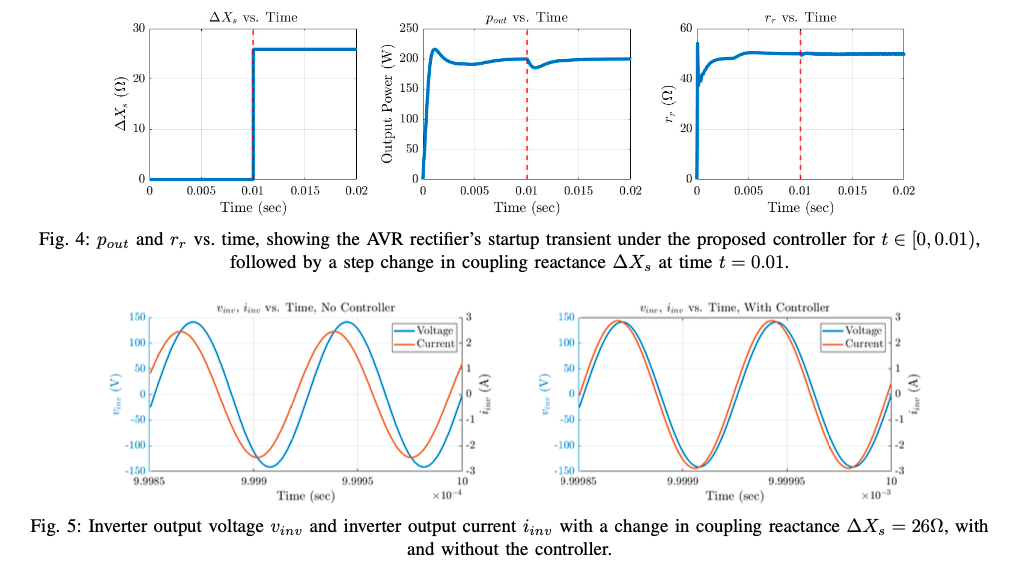 ΔX_s vs. Time
p_out vs. Time
r_r vs. Time
30
20
10
0
ΔX_s (Ω)
0 0.005 0.01 0.015 0.02
Time (sec)
250
200
150
100
50
0
Output Power (W)
0 0.005 0.01 0.015 0.02
Time (sec)
60
40
20
0
r_r (Ω)
0 0.005 0.01 0.015 0.02
Time (sec)
Fig. 4: p_out and r_r vs. time, showing the AVR rectifier's startup transient under the proposed controller for t ∈ [0, 0.01),
followed by a step change in coupling reactance ΔX_s at time t = 0.01.
v_inv, i_inv vs. Time, No Controller
150
100
50
0
-50
-100
-150
v_inv (V)
Voltage
Current
3
2
1
0
-1
-2
-3
i_inv (A)
9.9985 9.999 9.9995 10
Time (sec)
×10⁻⁴
v_inv, i_inv vs. Time, With Controller
150
100
50
0
-50
-100
-150
v_inv (V)
Voltage
Current
3
2
1
0
-1
-2
-3
i_inv (A)
9.99985 9.9999 9.99995 10
Time (sec)
×10⁻³
Fig. 5: Inverter output voltage v_inv and inverter output current i_inv with a change in coupling reactance ΔX_s = 26Ω, with
and without the controller.